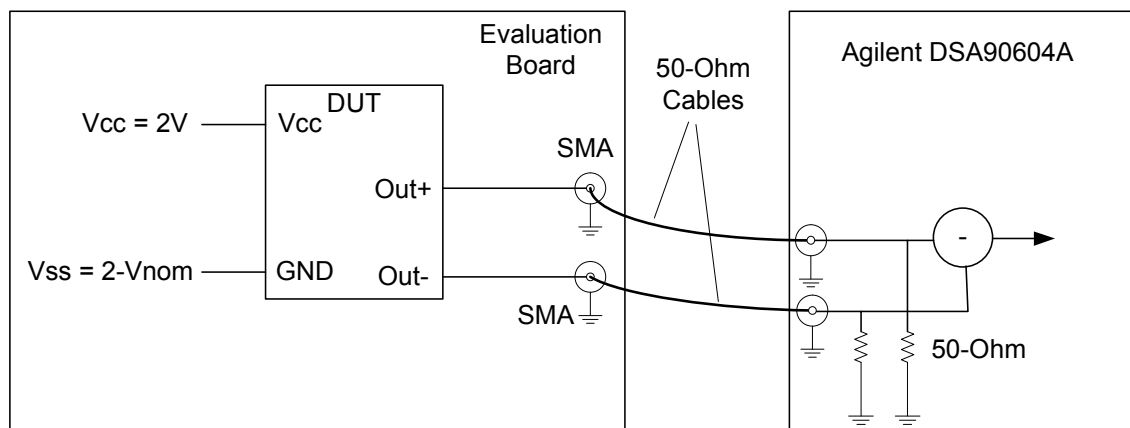 Evaluation
Board
Agilent DSA90604A
50-Ohm
Cables
DUT
Vcc = 2V
Vcc
SMA
Out+
Vss = 2-Vnom
GND
Out-
SMA
-
50-Ohm